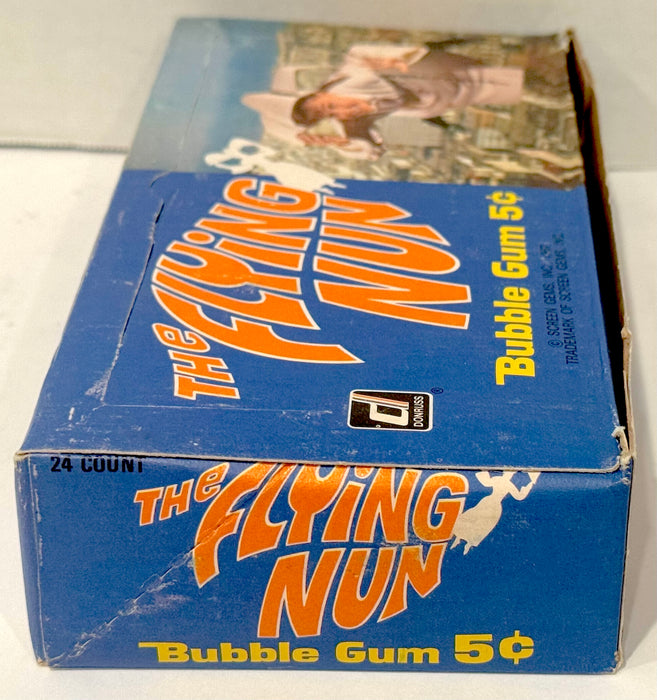 THe
FLYiNG
NUN
Bubble Gum 5¢
© SCREEN GEMS, INC.
TRADEMARK OF SCREEN GEMS, INC.
DONRUSS
®
24 COUNT
THe
FLYiNG
NUN
Bubble Gum 5¢